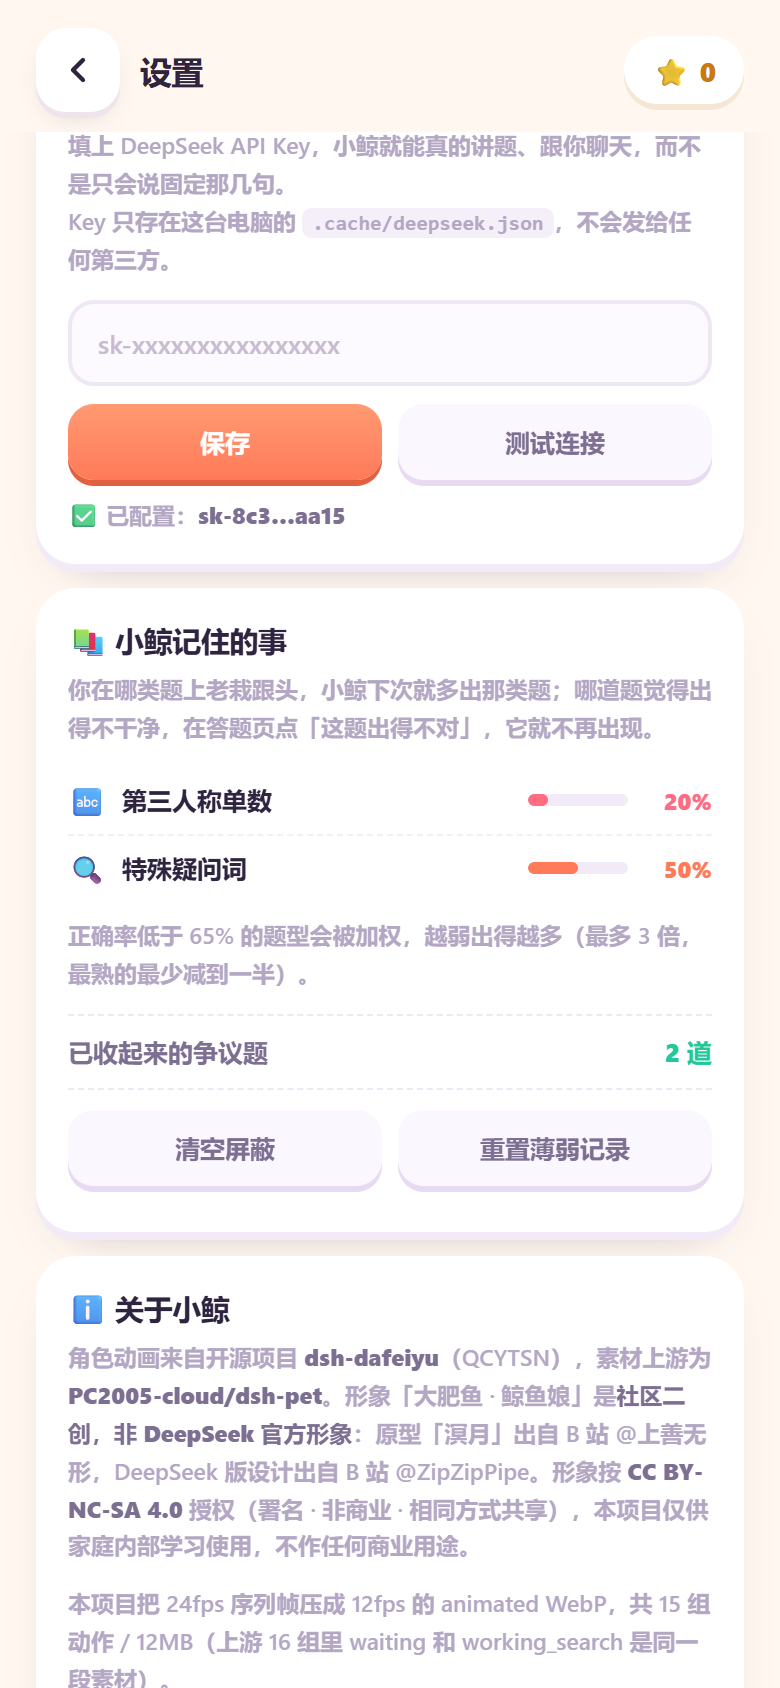 设置
0
填上 DeepSeek API Key，小鲸就能真的讲题、跟你聊天，而不
是只会说固定那几句。
Key 只存在这台电脑的 .cache/deepseek.json，不会发给任
何第三方。
sk-xxxxxxxxxxxxxxxx
保存
测试连接
已配置：sk-8c3...aa15
小鲸记住的事
你在哪类题上老栽跟头，小鲸下次就多出那类题；哪道题觉得出
得不干净，在答题页点「这题出得不对」，它就不再出现。
abc 第三人称单数 20%
特殊疑问词 50%
正确率低于 65% 的题型会被加权，越弱出得越多（最多 3 倍，
最熟的最少减到一半）。
已收起来的争议题 2 道
清空屏蔽
重置薄弱记录
关于小鲸
角色动画来自开源项目 dsh-dafeiyu（QCYTSN），素材上游为
PC2005-cloud/dsh-pet。形象「大肥鱼 · 鲸鱼娘」是社区二
创，非 DeepSeek 官方形象：原型「溟月」出自 B 站 @上善无
形，DeepSeek 版设计出自 B 站 @ZipZipPipe。形象按 CC BY-
NC-SA 4.0 授权（署名 · 非商业 · 相同方式共享），本项目仅供
家庭内部学习使用，不作任何商业用途。
本项目把 24fps 序列帧压成 12fps 的 animated WebP，共 15 组
动作 / 12MB（上游 16 组里 waiting 和 working_search 是同一
段素材）。